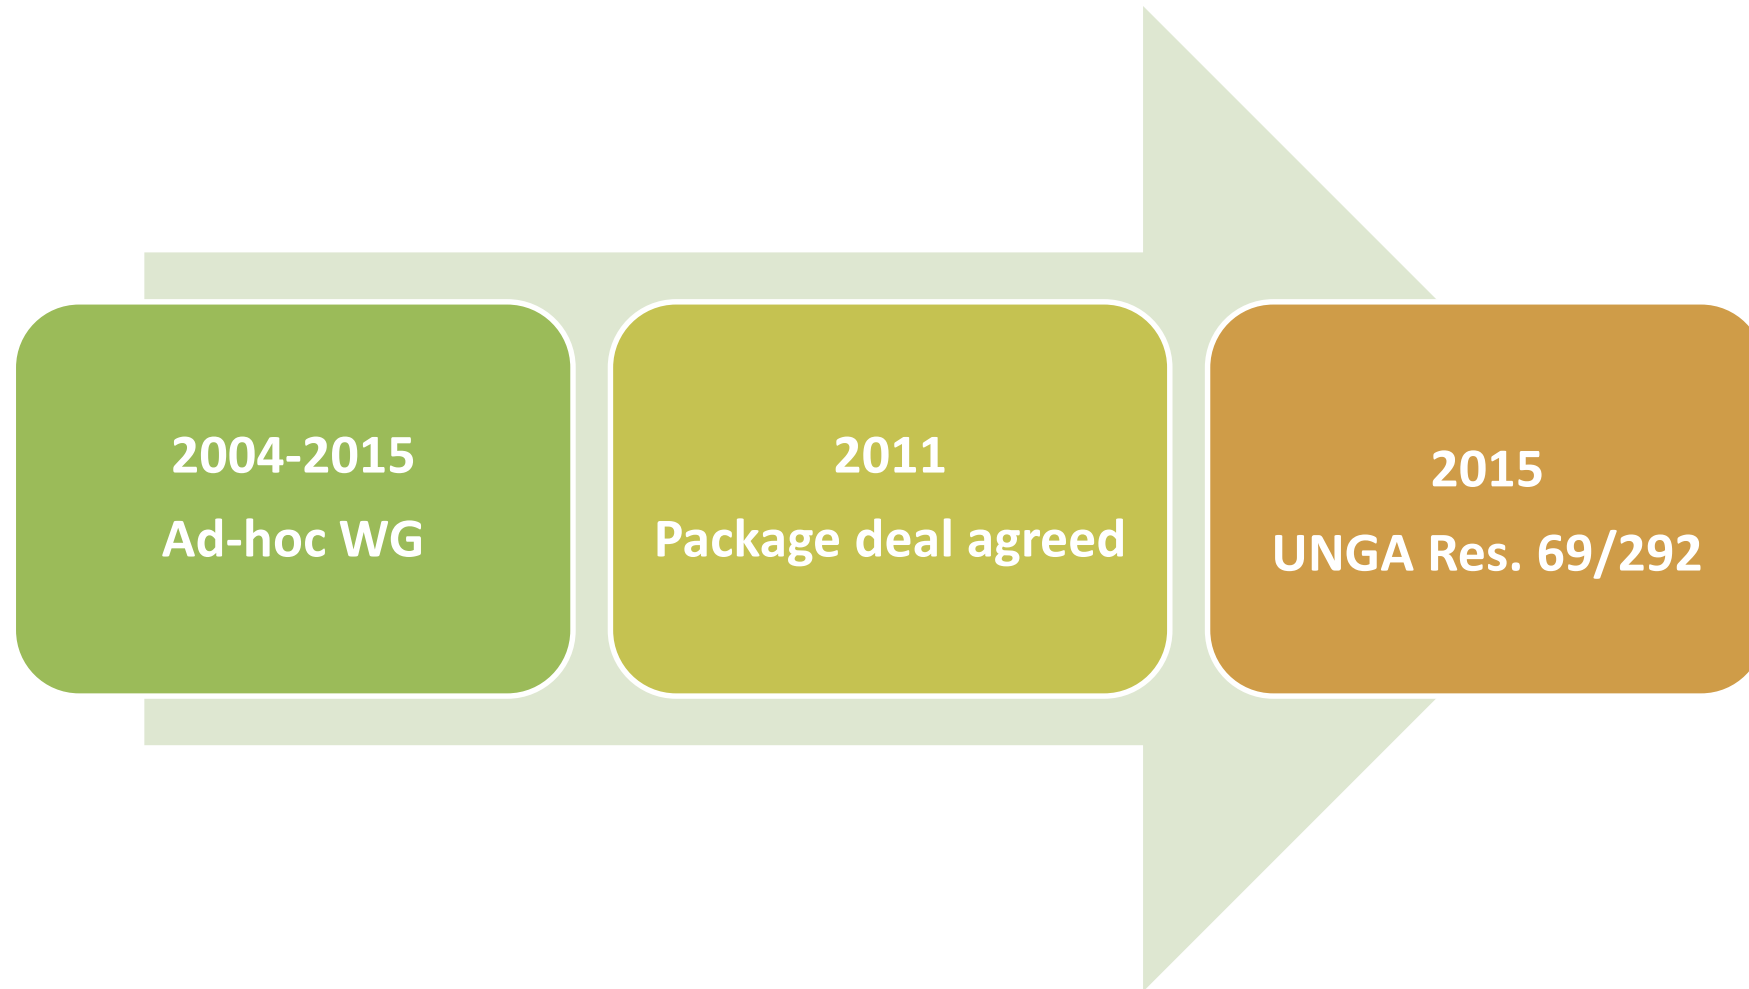 2004-2015
Ad-hoc WG
2011
Package deal agreed
2015
UNGA Res. 69/292